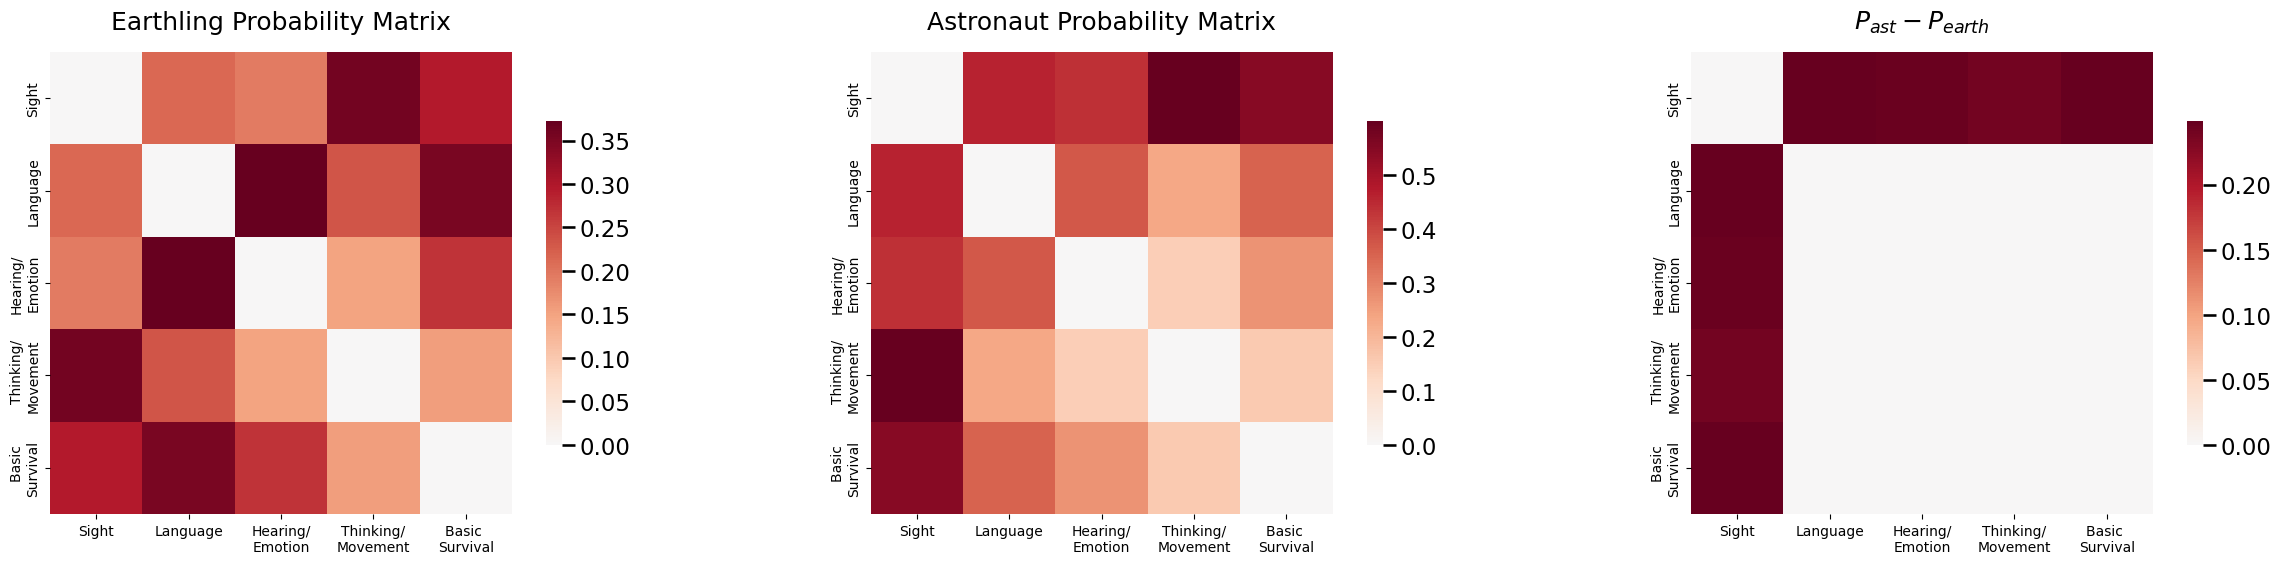 Earthling Probability Matrix
Sight
Language
Hearing/
Emotion
Thinking/
Movement
Basic
Survival
Sight
Language
Hearing/
Emotion
Thinking/
Movement
Basic
Survival
0.35
0.30
0.25
0.20
0.15
0.10
0.05
0.00
Astronaut Probability Matrix
Sight
Language
Hearing/
Emotion
Thinking/
Movement
Basic
Survival
Sight
Language
Hearing/
Emotion
Thinking/
Movement
Basic
Survival
0.5
0.4
0.3
0.2
0.1
0.0
P_{ast} − P_{earth}
Sight
Language
Hearing/
Emotion
Thinking/
Movement
Basic
Survival
Sight
Language
Hearing/
Emotion
Thinking/
Movement
Basic
Survival
0.20
0.15
0.10
0.05
0.00